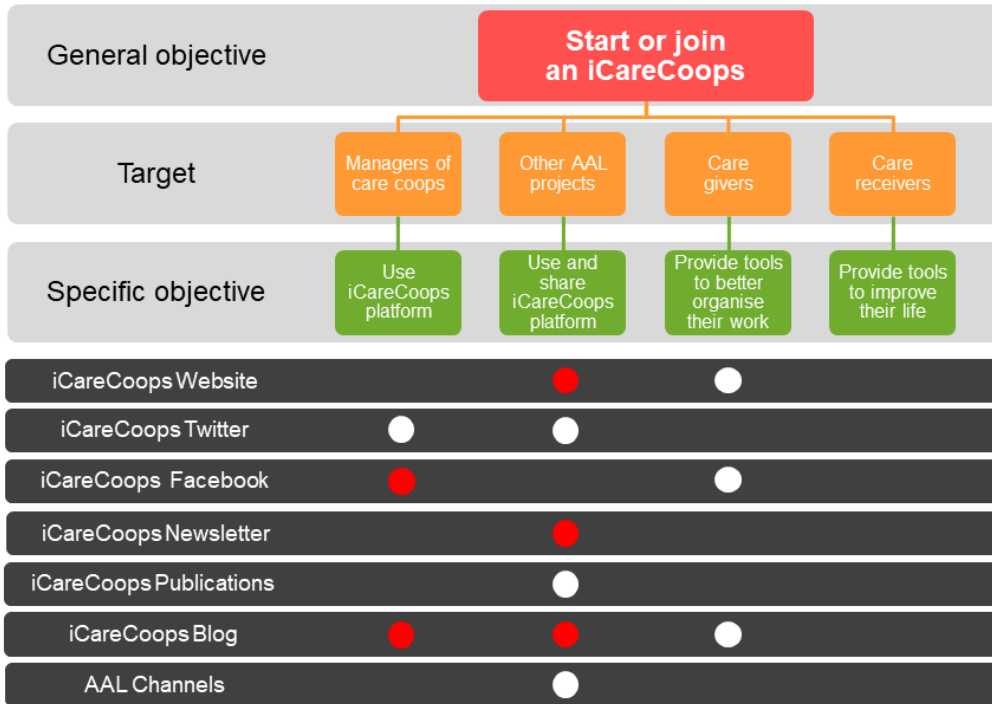 General objective
Start or join
an iCareCoops
Target
Managers of
care coops
Other AAL
projects
Care
givers
Care
receivers
Specific objective
Use
iCareCoops
platform
Use and
share
iCareCoops
platform
Provide tools
to better
organise
their work
Provide tools
to improve
their life
iCareCoops Website
iCareCoops Twitter
iCareCoops Facebook
iCareCoops Newsletter
iCareCoops Publications
iCareCoops Blog
AAL Channels